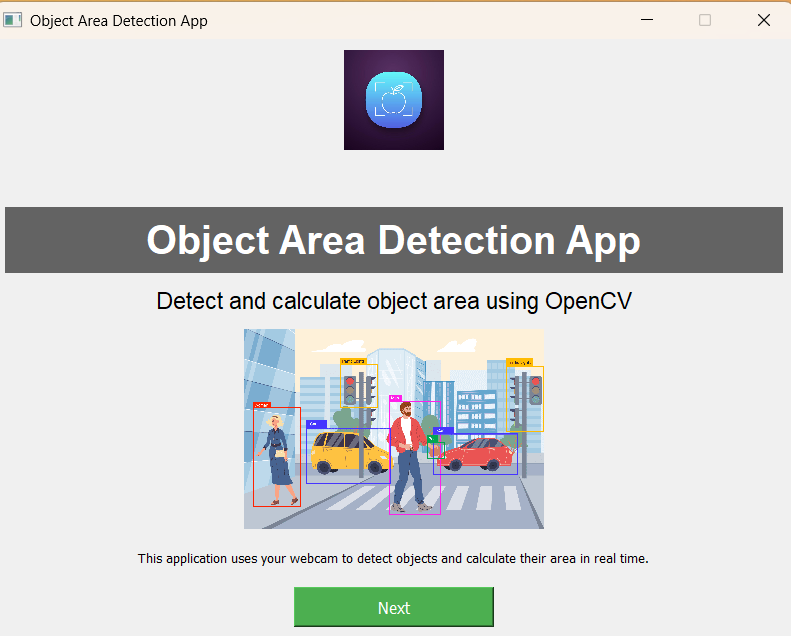 Object Area Detection App
Object Area Detection App
Detect and calculate object area using OpenCV
This application uses your webcam to detect objects and calculate their area in real time.
Next